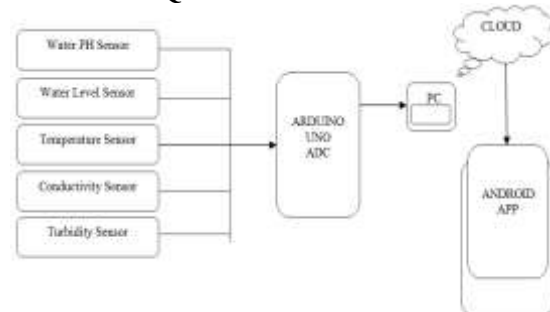 Water PH Sensor
Water Level Sensor
Temperature Sensor
Conductivity Sensor
Turbidity Sensor
ARDUINO
UNO
ADC
PC
CLOUD
ANDROID
APP